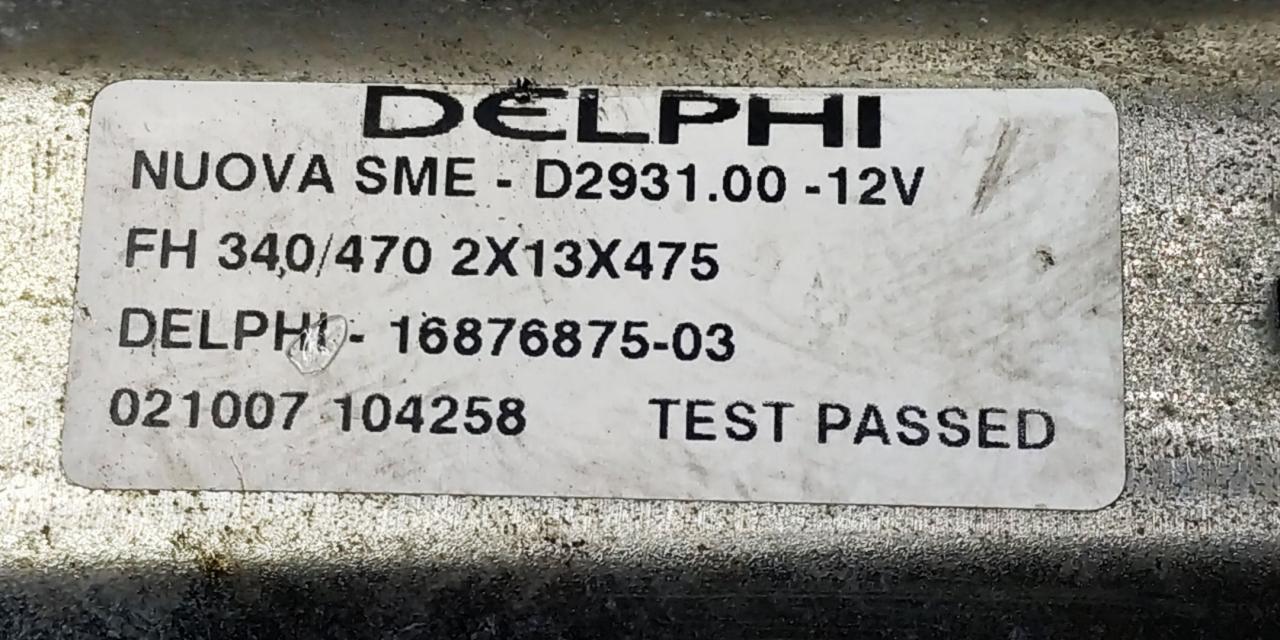 DELPHI
NUOVA SME - D2931.00 -12V
FH 340/470 2X13X475
DELPHI - 16876875-03
021007 104258 TEST PASSED